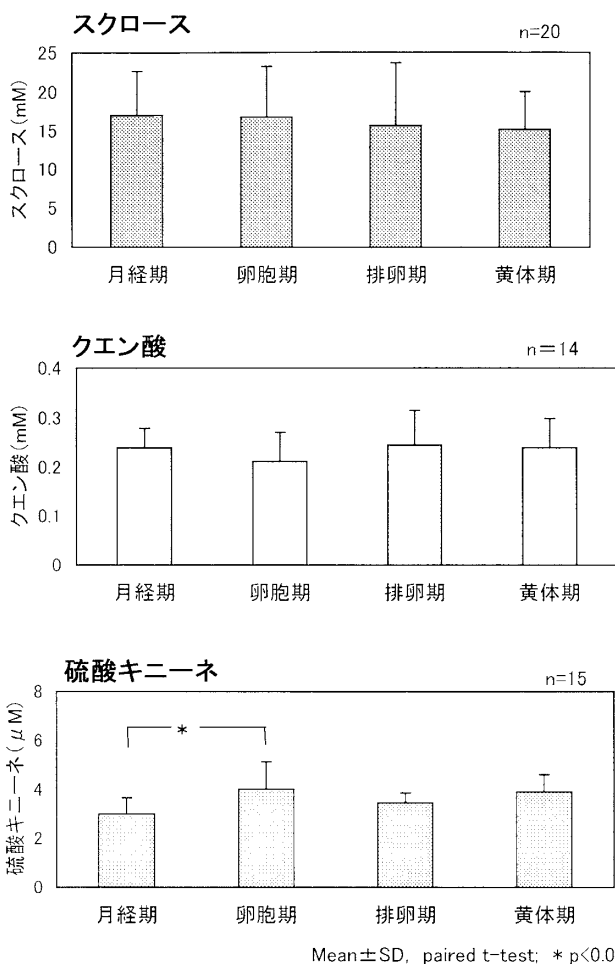 スクロース
n=20
スクロース(mM)
25
20
15
10
5
0
月経期 卵胞期 排卵期 黄体期
クエン酸
n=14
クエン酸(mM)
0.4
0.3
0.2
0.1
0
月経期 卵胞期 排卵期 黄体期
硫酸キニーネ
n=15
硫酸キニーネ(μM)
8
6
4
2
0
*
月経期 卵胞期 排卵期 黄体期
Mean±SD, paired t-test; *p<0.0